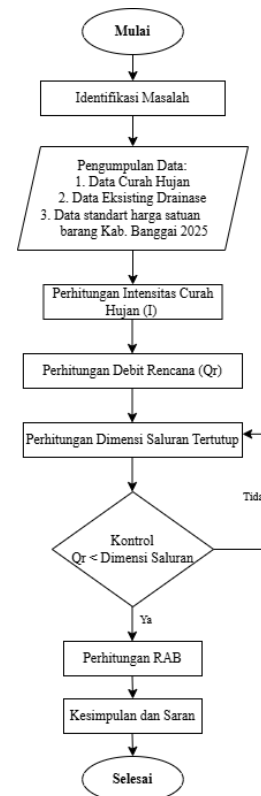 Mulai
Identifikasi Masalah
Pengumpulan Data:
1. Data Curah Hujan
2. Data Eksisting Drainase
3. Data standart harga satuan
barang Kab. Banggai 2025
Perhitungan Intensitas Curah
Hujan (I)
Perhitungan Debit Rencana (Qr)
Perhitungan Dimensi Saluran Tertutup
Tida
Kontrol
Qr < Dimensi Saluran
Ya
Perhitungan RAB
Kesimpulan dan Saran
Selesai